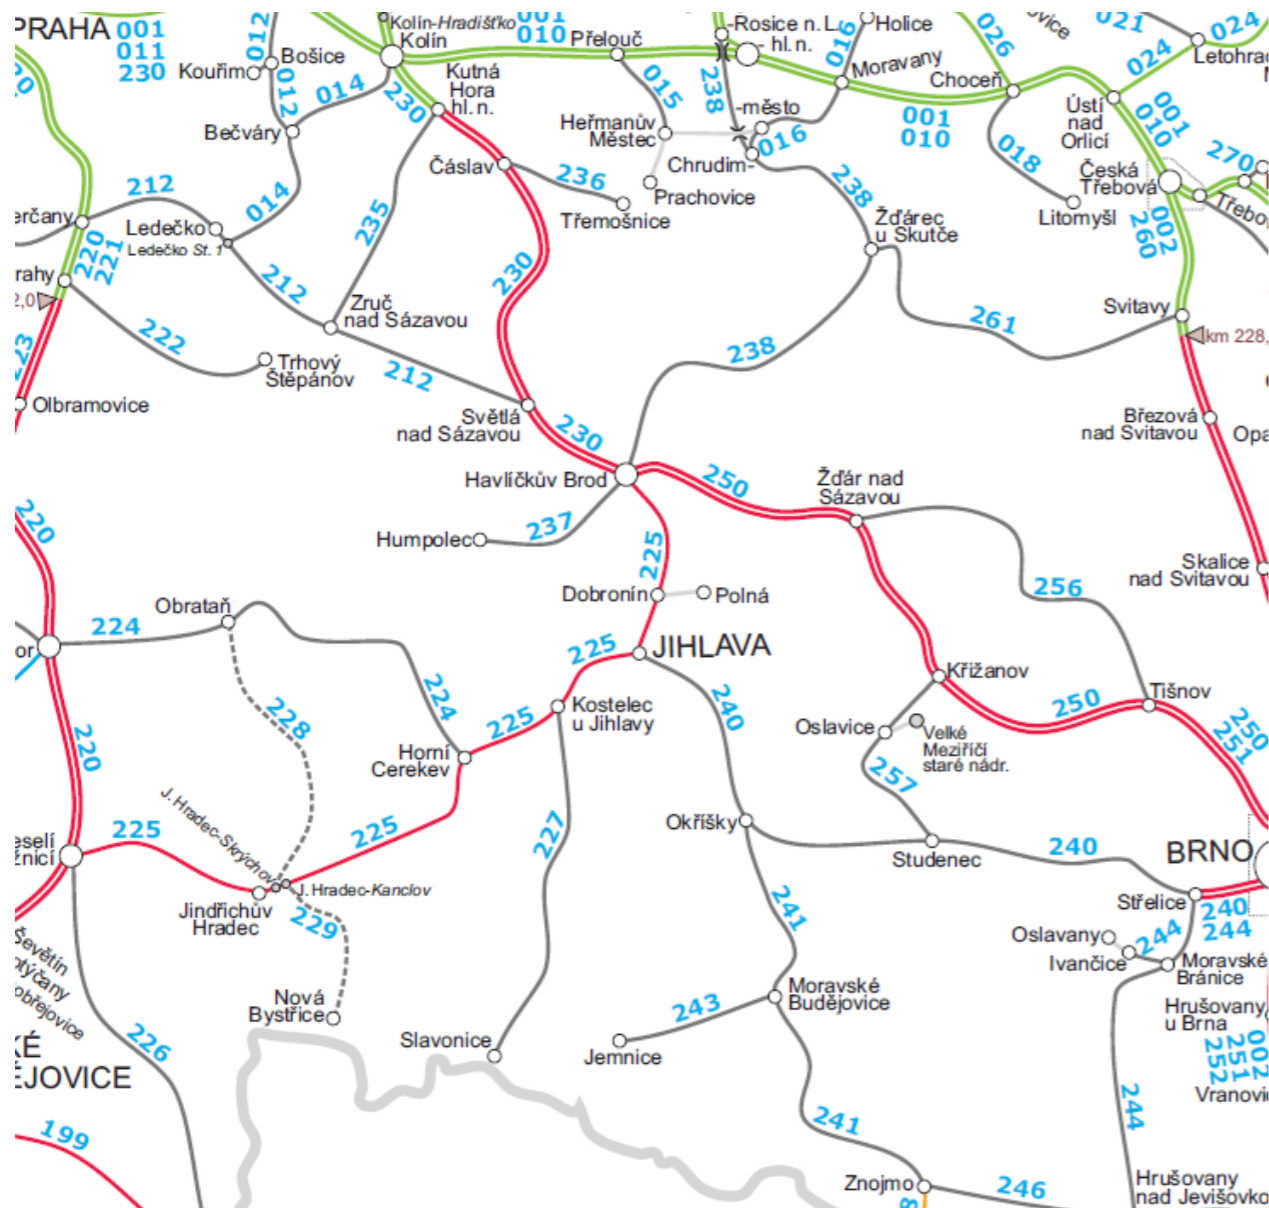 PRAHA
001
011
230
012
Kolín-Hradišťko
Kolín
001
010
Přelouč
-Rosice n. L.
- hl. n.
016
Holice
026
021
024
Bošice
Kouřim
012
014
230
Kutná
Hora
hl. n.
015
238
Moravany
Choceň
024
Bečváry
Heřmanův
Městec
-město
016
Chrudim-
001
010
Ústí
nad
Orlicí
001
010
270
Čáslav
236
Třemošnice
Prachovice
238
018
Litomyšl
Česká
Třebová
002
260
212
014
Ledečko
Ledečko St. 1
235
Žďárec
u Skutče
220
221
212
230
Zruč
nad Sázavou
222
Trhový
Štěpánov
212
238
261
Svitavy
km 228,
Olbramovice
Světlá
nad Sázavou
230
Březová
nad Svitavou
Havlíčkův Brod
250
Žďár nad
Sázavou
220
Humpolec
237
225
Skalice
nad Svitavou
Dobronín
Polná
256
Obrataň
224
JIHLAVA
225
Křižanov
228
224
225
Kostelec
u Jihlavy
240
Oslavice
Velké
Meziříčí
staré nádr.
250
Tišnov
250
251
220
Horní
Cerekev
257
J. Hradec-Skrýchov
225
225
227
Okříšky
Studenec
240
BRNO
J. Hradec-Kanclov
Jindřichův
Hradec
229
241
Střelice
240
244
Oslavany
Ivančice
244
Moravské
Bránice
Nová
Bystřice
243
Moravské
Budějovice
Hrušovany
u Brna
Slavonice
Jemnice
226
002
251
252
199
241
244
Znojmo
246
Hrušovany